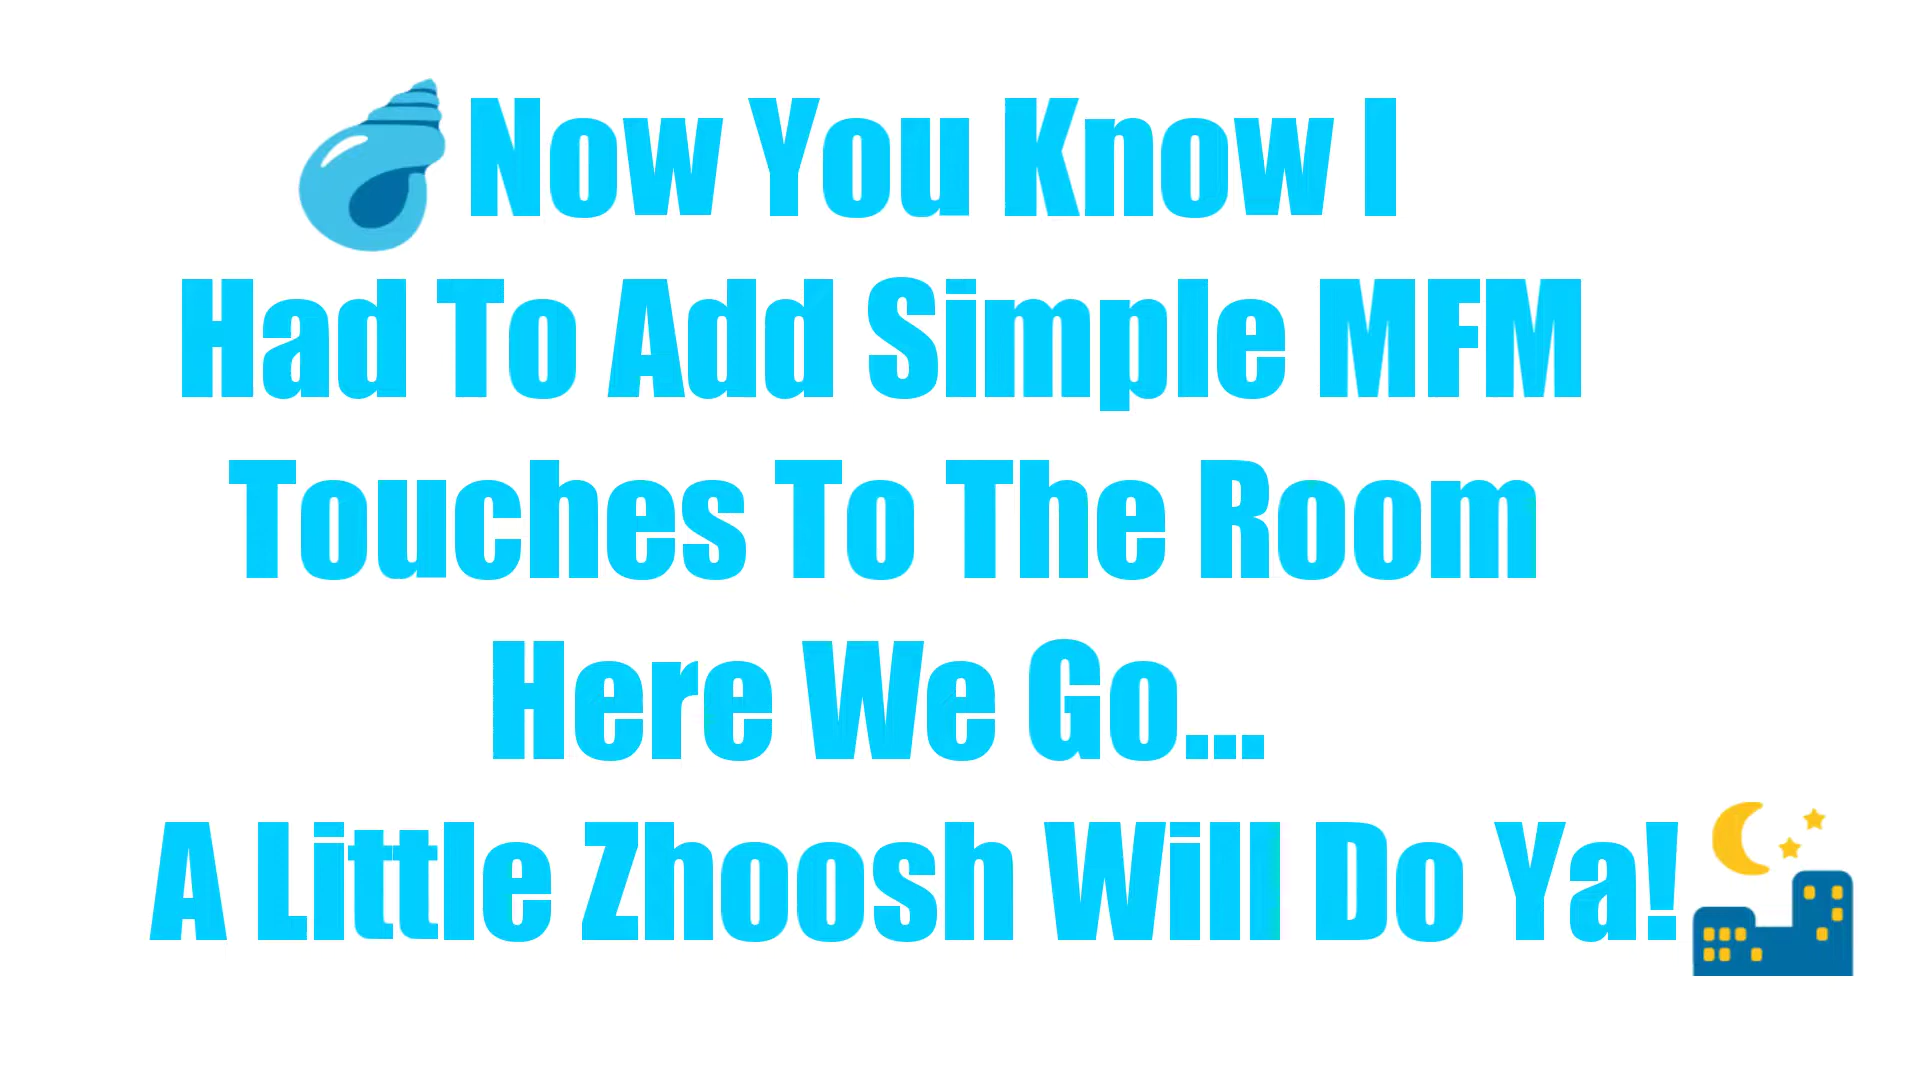 Now You Know I
Had To Add Simple MFM
Touches To The Room
Here We Go...
A Little Zhoosh Will Do Ya!